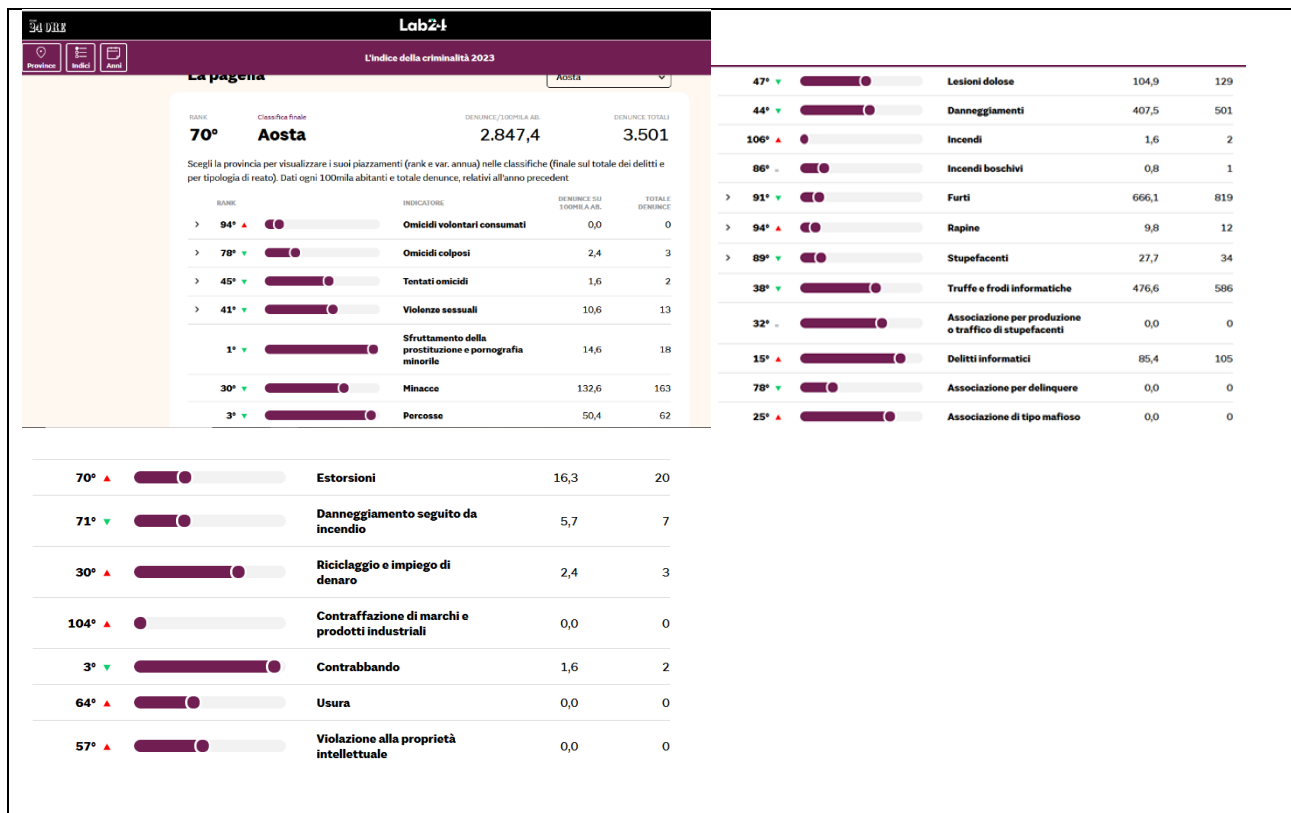 24 ORE
Lab24
Province
Indici
Anni
L'indice della criminalità 2023
La pagella
Aosta
RANK Classifica finale DENUNCE/100MILA AB. DENUNCE TOTALI
70° Aosta 2.847,4 3.501
Scegli la provincia per visualizzare i suoi piazzamenti (rank e var. annua) nelle classifiche (finale sul totale dei delitti e
per tipologia di reato). Dati ogni 100mila abitanti e totale denunce, relativi all'anno precedent
RANK INDICATORE DENUNCE SU 100MILA AB. TOTALE DENUNCE
> 94° ▲ Omicidi volontari consumati 0,0 0
> 78° ▼ Omicidi colposi 2,4 3
> 45° ▼ Tentati omicidi 1,6 2
> 41° ▼ Violenze sessuali 10,6 13
Sfruttamento della
1° ▼ prostituzione e pornografia 14,6 18
minorile
30° ▼ Minacce 132,6 163
3° ▼ Percosse 50,4 62
47° ▼ Lesioni dolose 104,9 129
44° ▼ Danneggiamenti 407,5 501
106° ▲ Incendi 1,6 2
86° = Incendi boschivi 0,8 1
> 91° ▼ Furti 666,1 819
> 94° ▲ Rapine 9,8 12
> 89° ▼ Stupefacenti 27,7 34
38° ▼ Truffe e frodi informatiche 476,6 586
32° = Associazione per produzione 0,0 0
o traffico di stupefacenti
15° ▲ Delitti informatici 85,4 105
78° ▼ Associazione per delinquere 0,0 0
25° ▲ Associazione di tipo mafioso 0,0 0
70° ▲ Estorsioni 16,3 20
71° ▼ Danneggiamento seguito da 5,7 7
incendio
30° ▲ Riciclaggio e impiego di 2,4 3
denaro
104° ▲ Contraffazione di marchi e 0,0 0
prodotti industriali
3° ▼ Contrabbando 1,6 2
64° ▲ Usura 0,0 0
57° ▲ Violazione alla proprietà 0,0 0
intellettuale